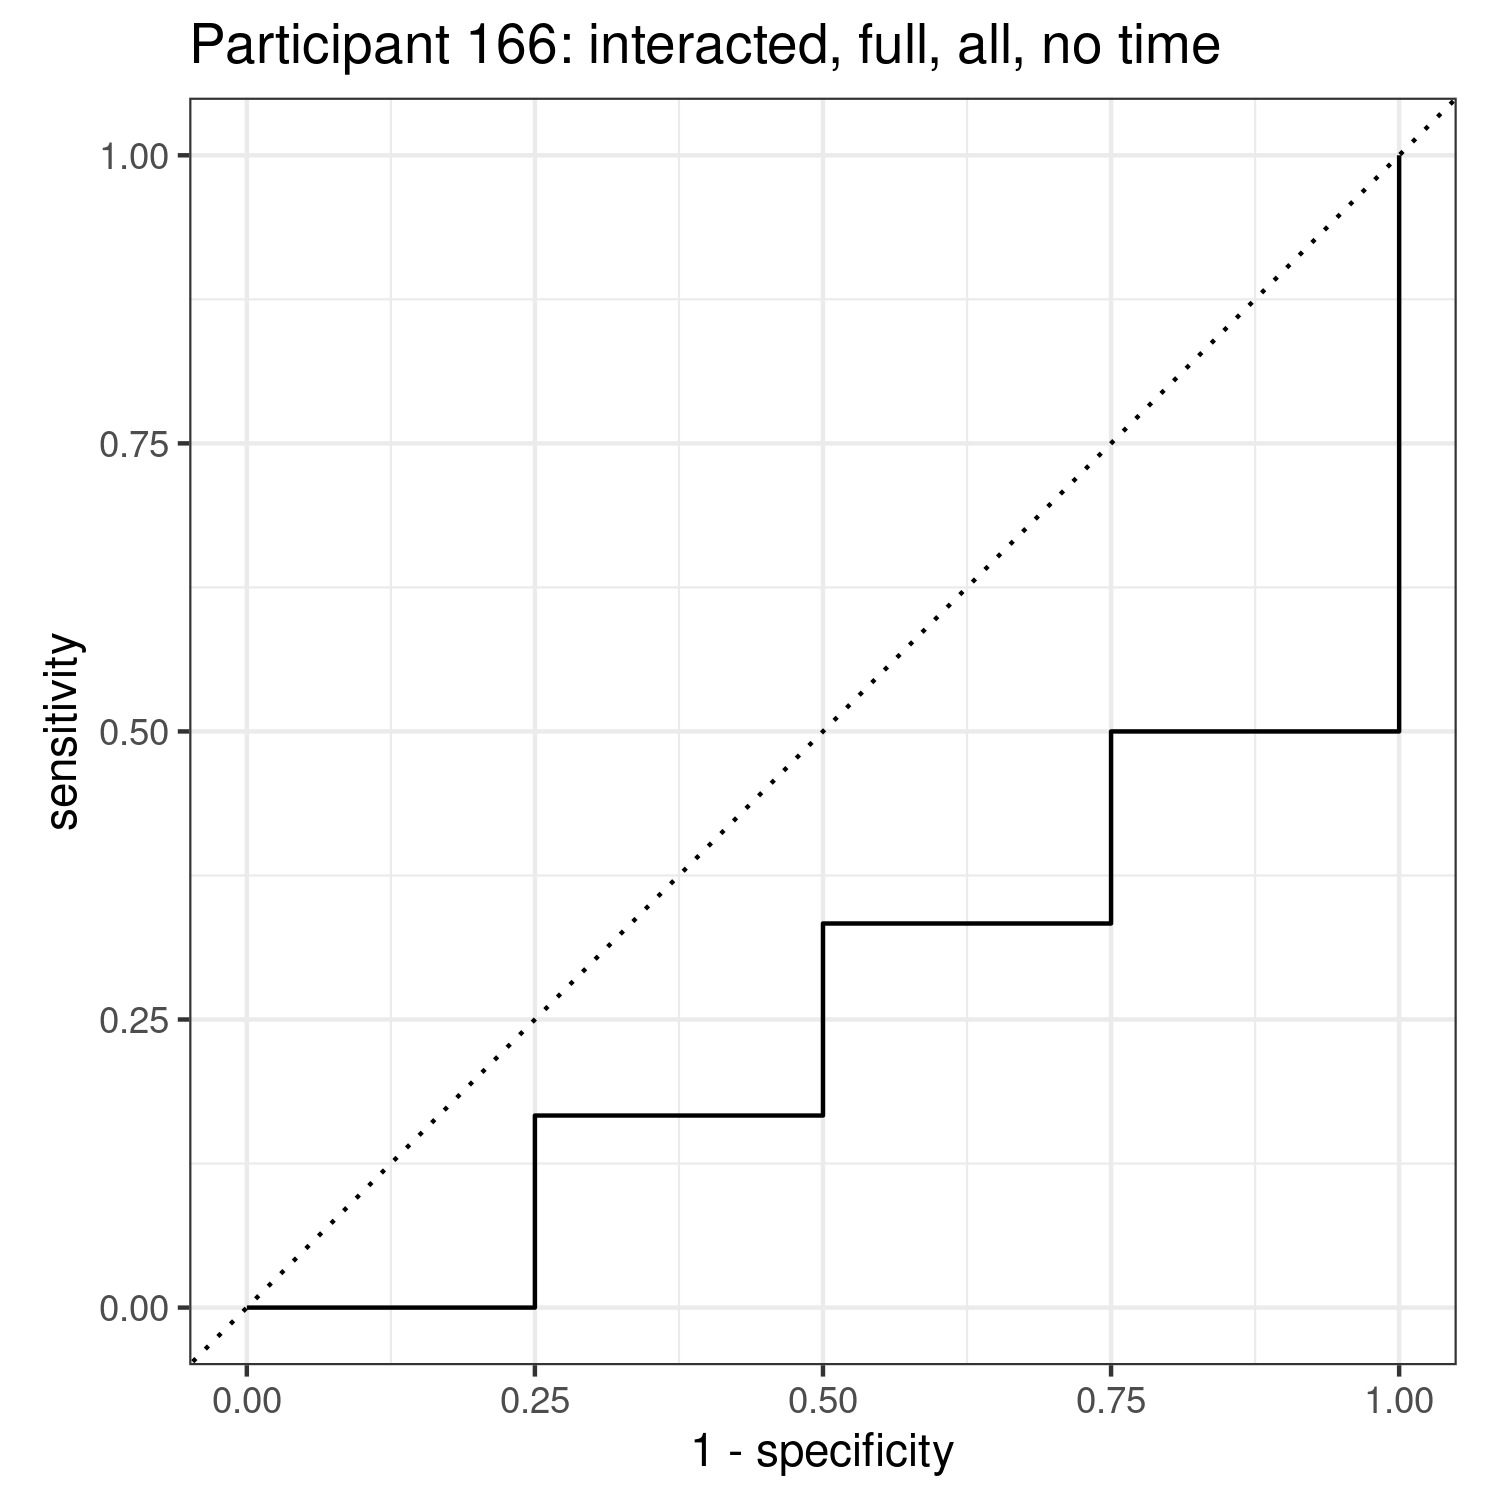 Participant 166: interacted, full, all, no time
1.00
0.75
0.50
0.25
0.00
sensitivity
0.00 0.25 0.50 0.75 1.00
1 - specificity